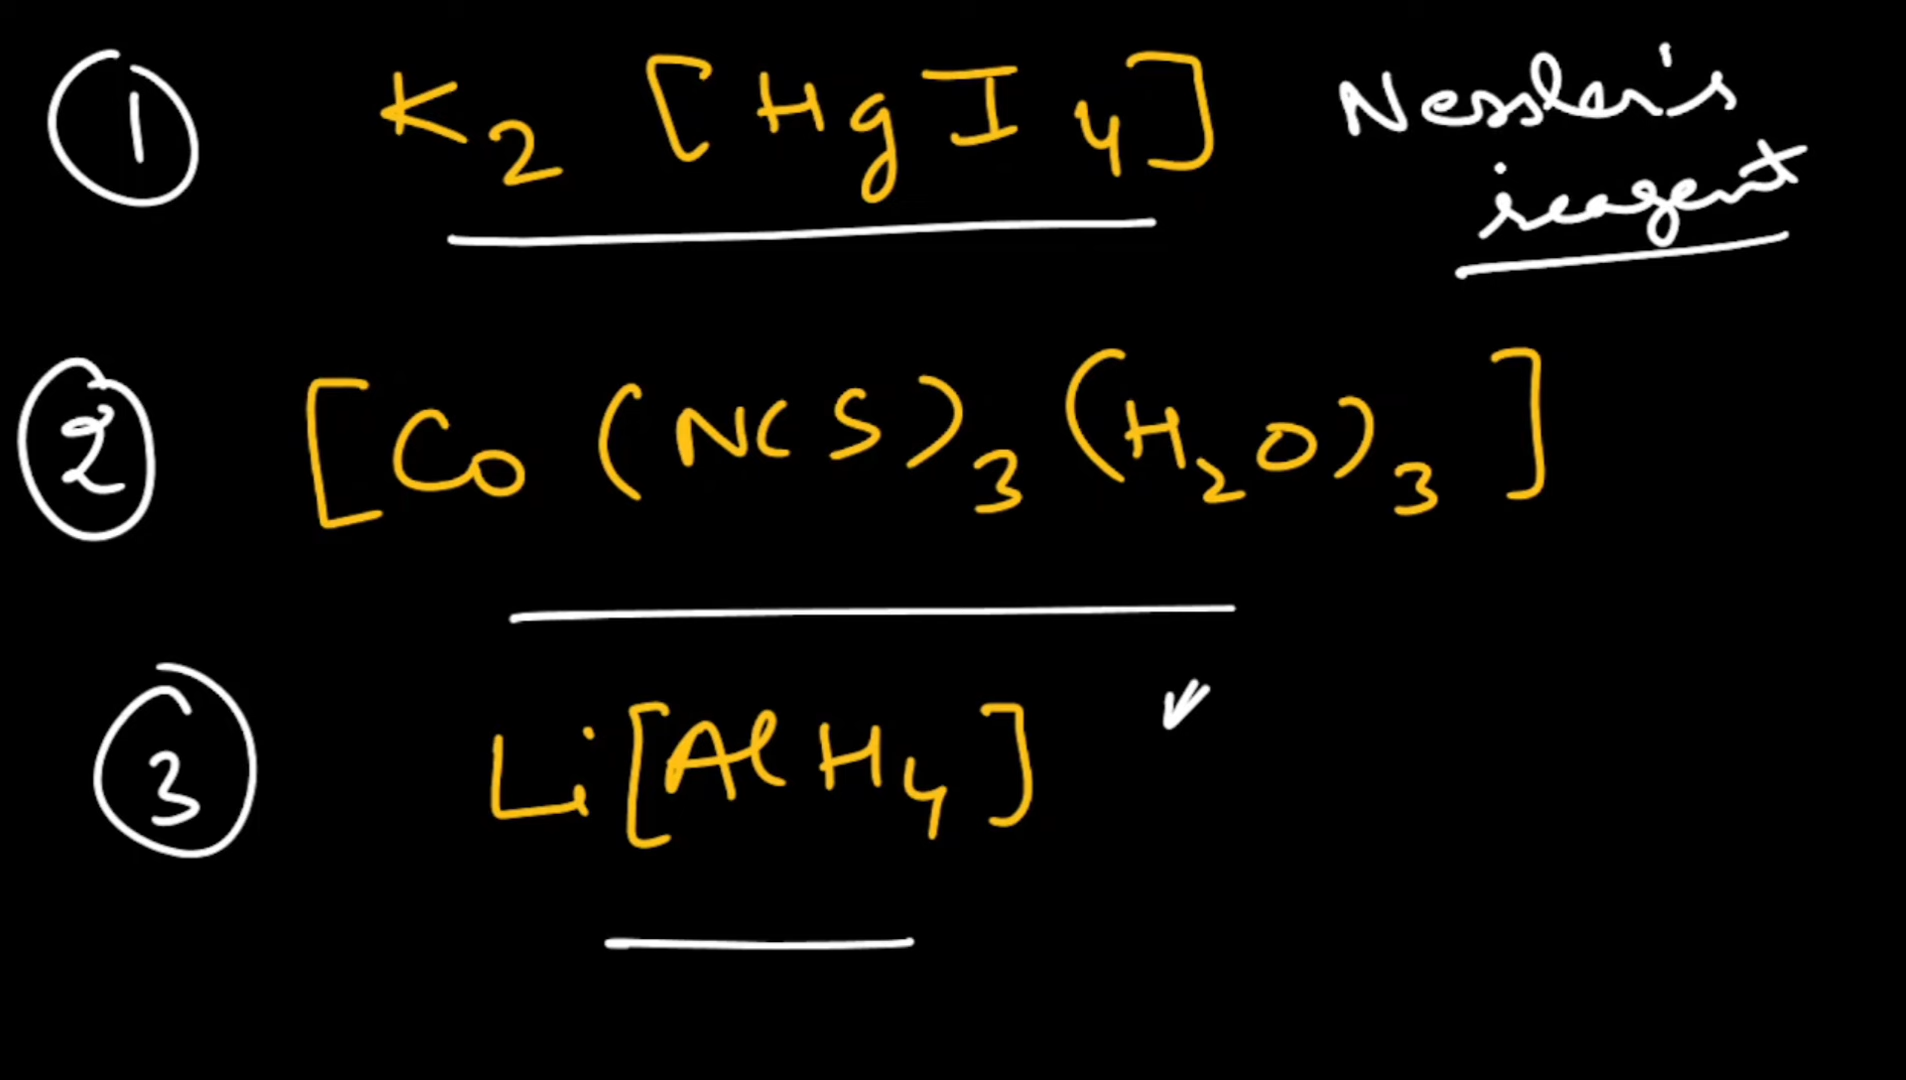 ① K₂[HgI₄] Nessler's
reagent
② [Co(NCS)₃(H₂O)₃]
③ Li[AlH₄]